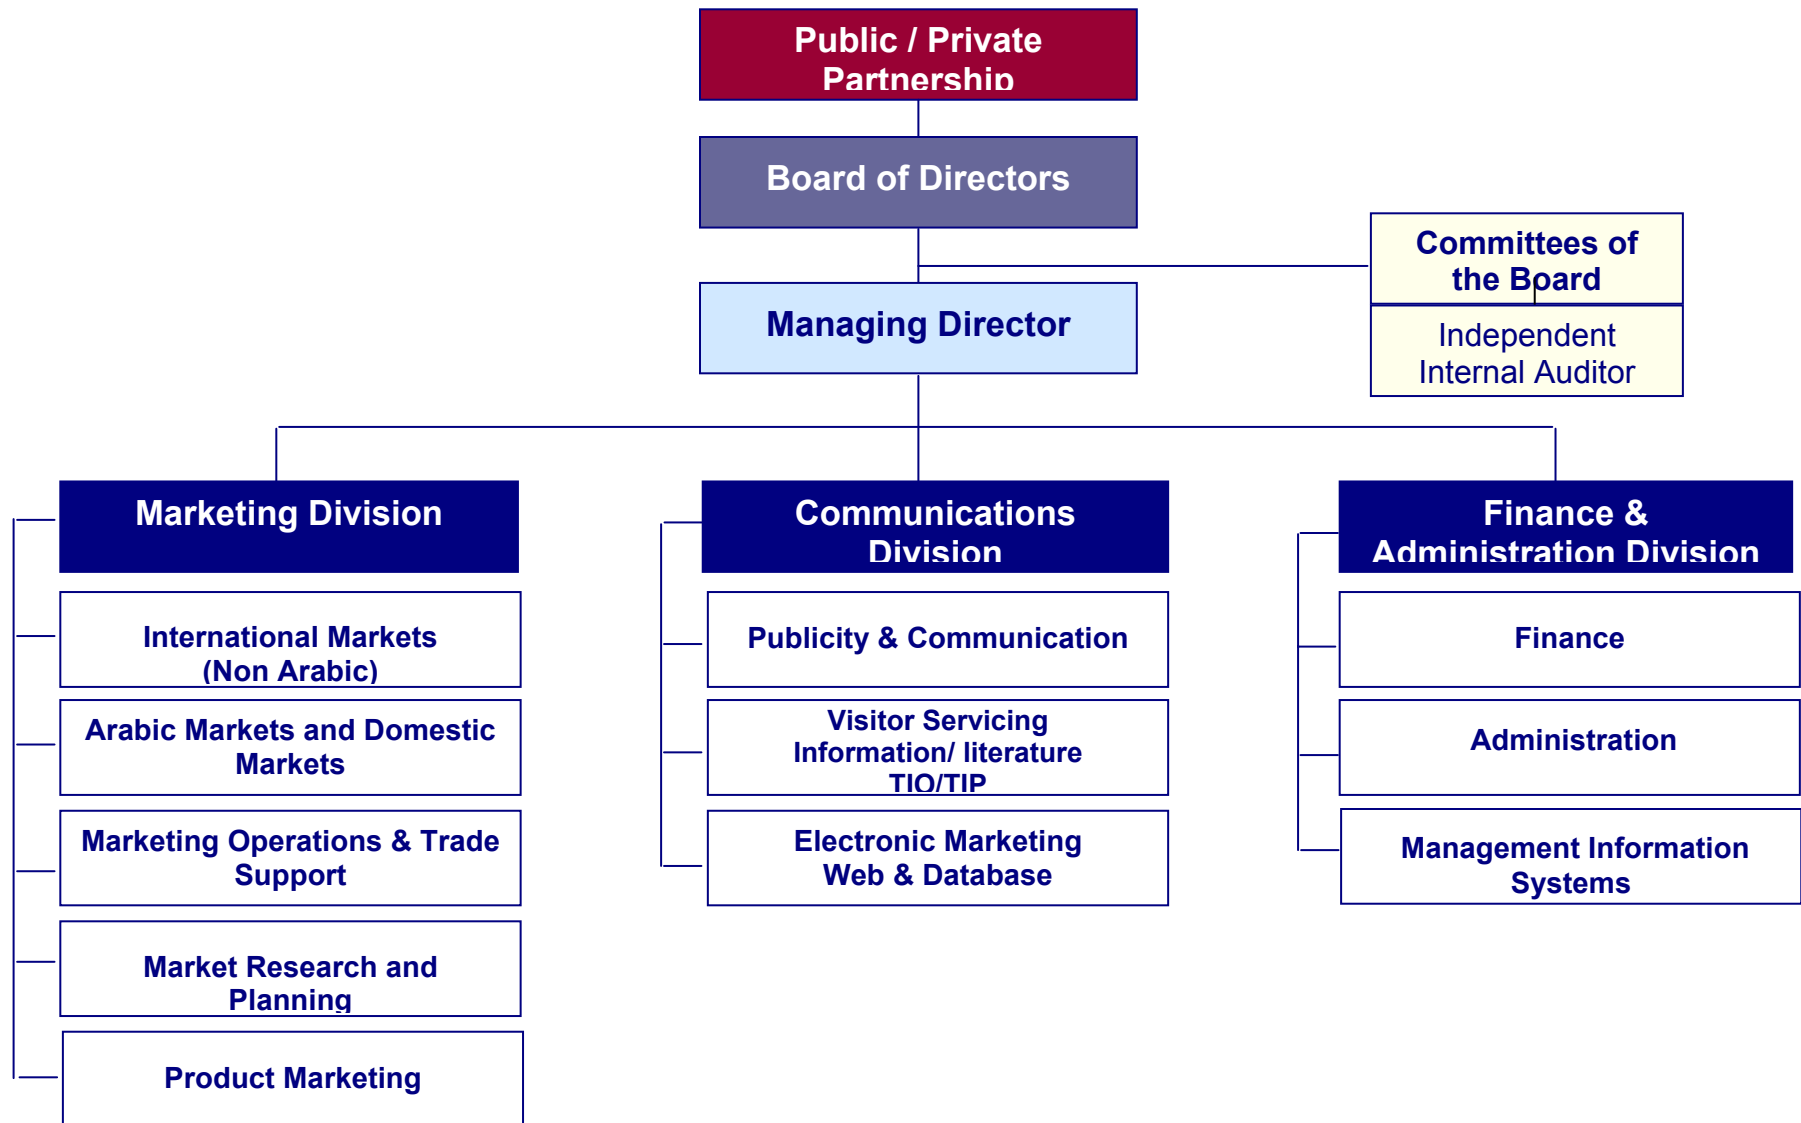 Public / Private
Partnership
Board of Directors
Committees of
the Board
Managing Director
Independent
Internal Auditor
Marketing Division
International Markets
(Non Arabic)
Arabic Markets and Domestic
Markets
Marketing Operations & Trade
Support
Market Research and
Planning
Product Marketing
Communications
Division
Publicity & Communication
Visitor Servicing
Information/ literature
TIO/TIP
Electronic Marketing
Web & Database
Finance &
Administration Division
Finance
Administration
Management Information
Systems